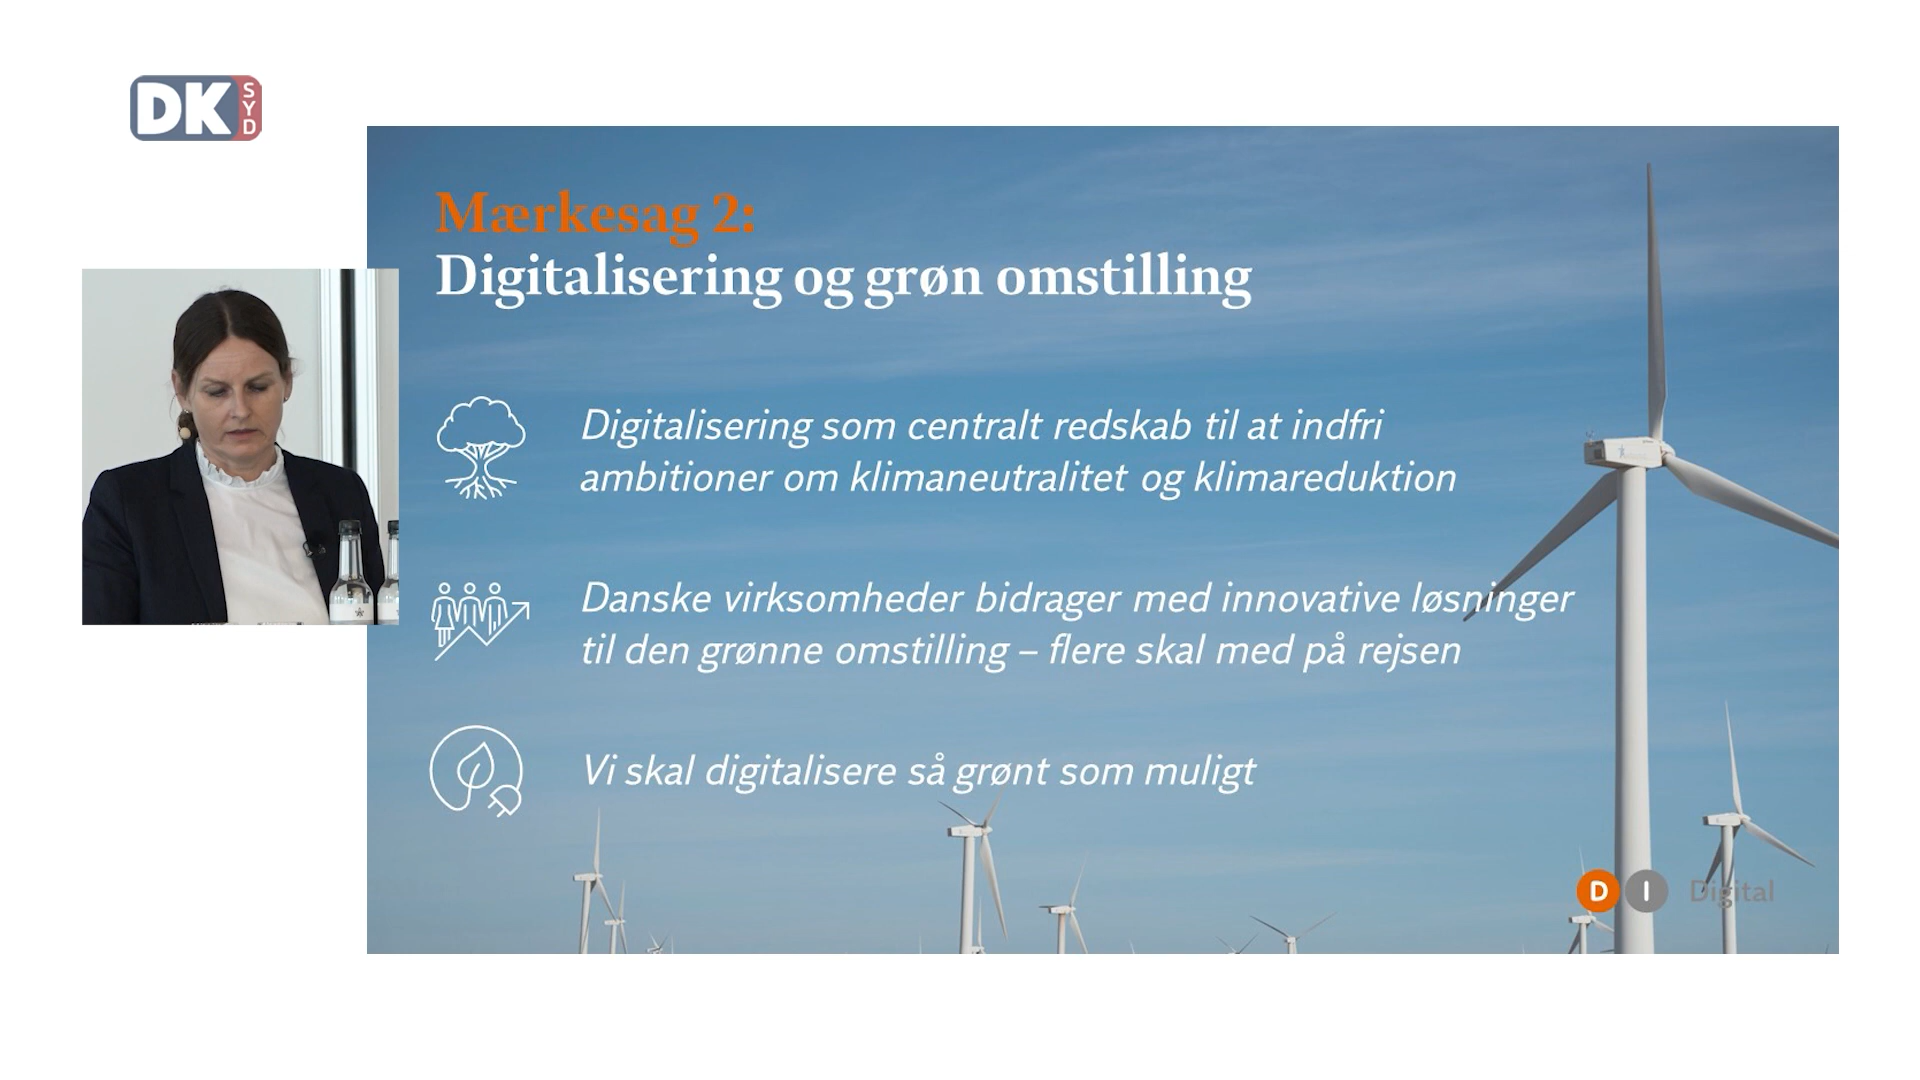 DK
SYD
Mærkesag 2:
Digitalisering og grøn omstilling
Digitalisering som centralt redskab til at indfri
ambitioner om klimaneutralitet og klimareduktion
Danske virksomheder bidrager med innovative løsninger
til den grønne omstilling – flere skal med på rejsen
Vi skal digitalisere så grønt som muligt
D I Digital